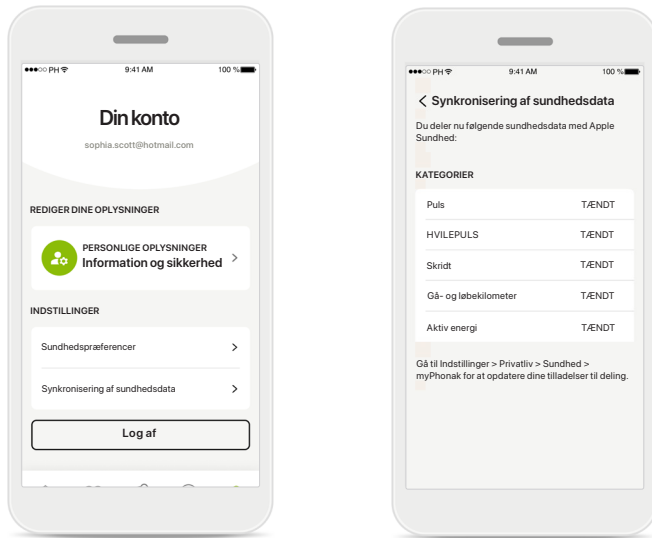 PH
9:41 AM
100 %
Din konto
sophia.scott@hotmail.com
REDIGER DINE OPLYSNINGER
PERSONLIGE OPLYSNINGER
Information og sikkerhed
INDSTILLINGER
Sundhedspræferencer
Synkronisering af sundhedsdata
Log af
PH
9:41 AM
100 %
Synkronisering af sundhedsdata
Du deler nu følgende sundhedsdata med Apple
Sundhed:
KATEGORIER
Puls TÆNDT
HVILEPULS TÆNDT
Skridt TÆNDT
Gå- og løbekilometer TÆNDT
Aktiv energi TÆNDT
Gå til Indstillinger > Privatliv > Sundhed >
myPhonak for at opdatere dine tilladelser til deling.